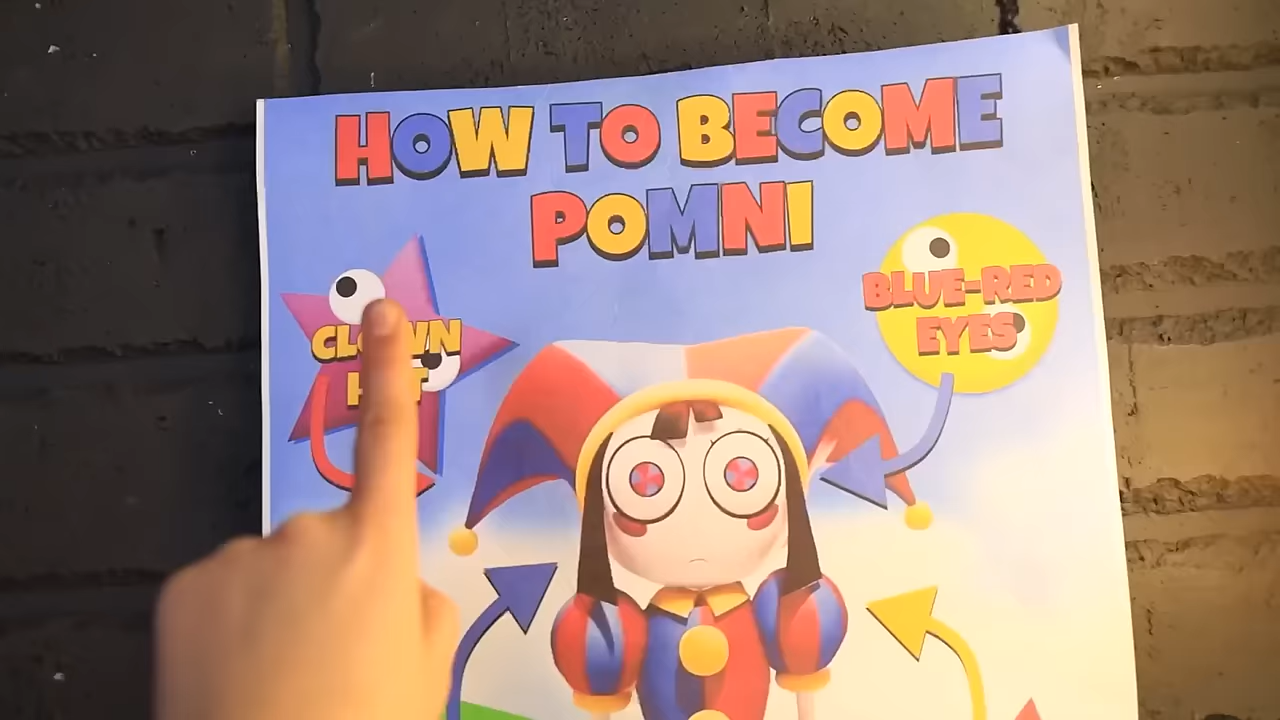 HOW TO BECOME
POMNI
CLOWN
HAT
BLUE-RED
EYES